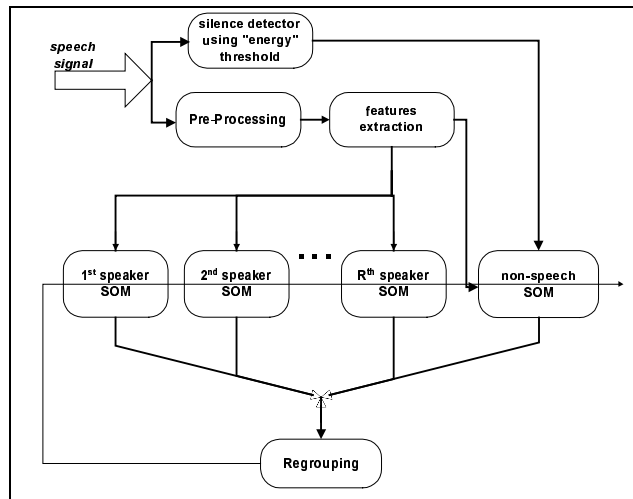 speech
signal
silence detector
using "energy"
threshold
Pre-Processing
features
extraction
1st speaker
SOM
2nd speaker
SOM
...
Rth speaker
SOM
non-speech
SOM
Regrouping